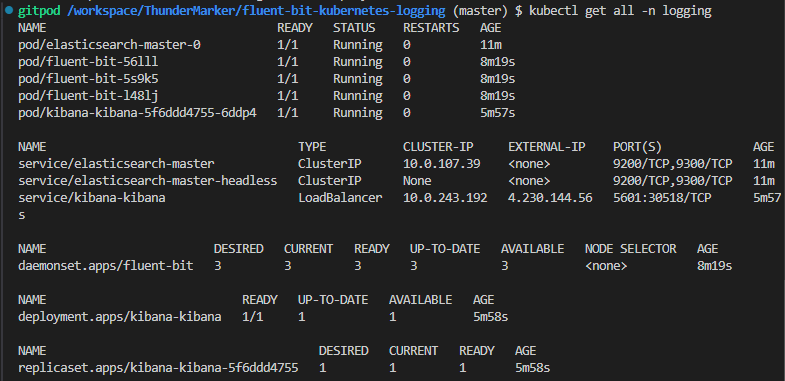 gitpod /workspace/ThunderMarker/fluent-bit-kubernetes-logging (master) $ kubectl get all -n logging
NAME READY STATUS RESTARTS AGE
pod/elasticsearch-master-0 1/1 Running 0 11m
pod/fluent-bit-56lll 1/1 Running 0 8m19s
pod/fluent-bit-5s9k5 1/1 Running 0 8m19s
pod/fluent-bit-l48lj 1/1 Running 0 8m19s
pod/kibana-kibana-5f6ddd4755-6ddp4 1/1 Running 0 5m57s
NAME TYPE CLUSTER-IP EXTERNAL-IP PORT(S) AGE
service/elasticsearch-master ClusterIP 10.0.107.39 <none> 9200/TCP,9300/TCP 11m
service/elasticsearch-master-headless ClusterIP None <none> 9200/TCP,9300/TCP 11m
service/kibana-kibana LoadBalancer 10.0.243.192 4.230.144.56 5601:30518/TCP 5m57
s
NAME DESIRED CURRENT READY UP-TO-DATE AVAILABLE NODE SELECTOR AGE
daemonset.apps/fluent-bit 3 3 3 3 3 <none> 8m19s
NAME READY UP-TO-DATE AVAILABLE AGE
deployment.apps/kibana-kibana 1/1 1 1 5m58s
NAME DESIRED CURRENT READY AGE
replicaset.apps/kibana-kibana-5f6ddd4755 1 1 1 5m58s